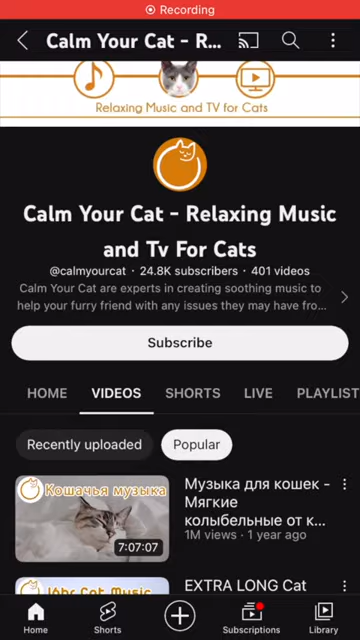 Recording
Calm Your Cat - R...
Relaxing Music and TV for Cats
Calm Your Cat - Relaxing Music
and Tv For Cats
@calmyourcat · 24.8K subscribers · 401 videos
Calm Your Cat are experts in creating soothing music to
help your furry friend with any issues they may have fro...
Subscribe
HOME VIDEOS SHORTS LIVE PLAYLIST
Recently uploaded Popular
Кошачья музыка
7:07:07
Музыка для кошек -
Мягкие
колыбельные от к...
1M views · 1 year ago
16hr Cat Music
EXTRA LONG Cat
Home Shorts Subscriptions Library